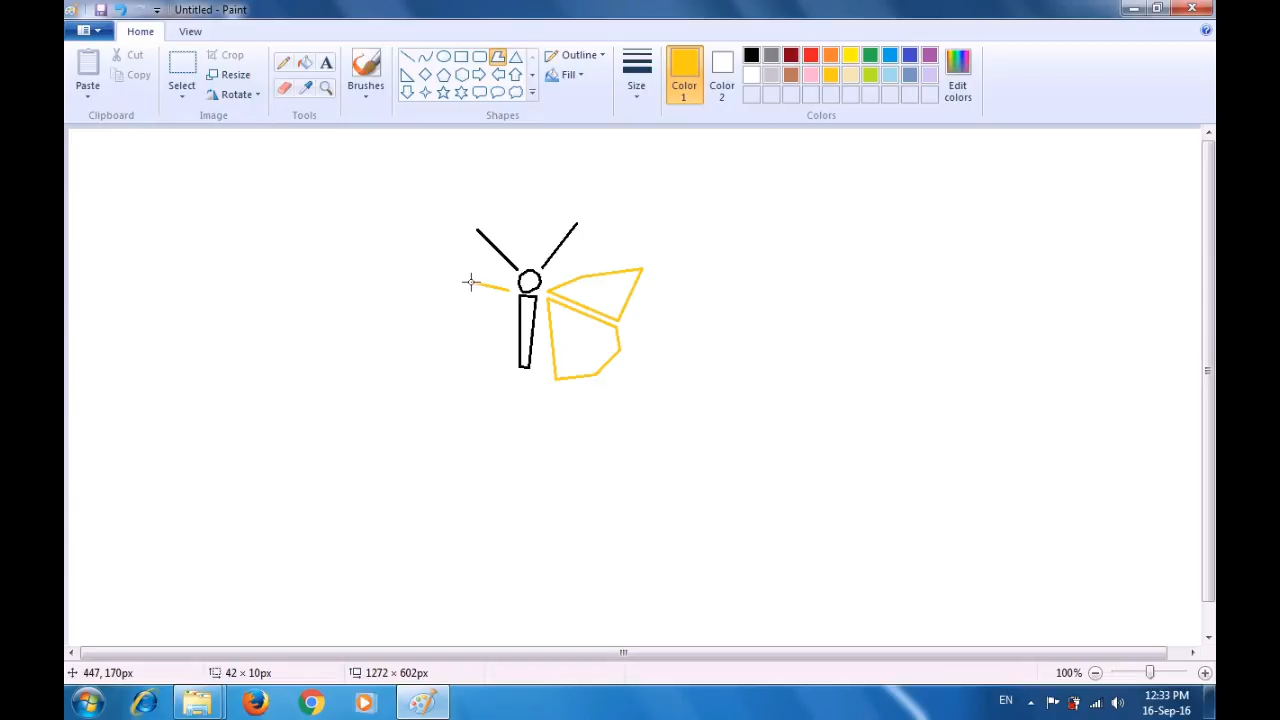 Untitled - Paint
Home
View
Paste
Cut
Copy
Clipboard
Select
Crop
Resize
Rotate
Image
A
Tools
Brushes
Outline
Fill
Shapes
Size
Color
1
Color
2
Edit
colors
Colors
447, 170px
42 × 10px
1272 × 602px
100%
EN
12:33 PM
16-Sep-16